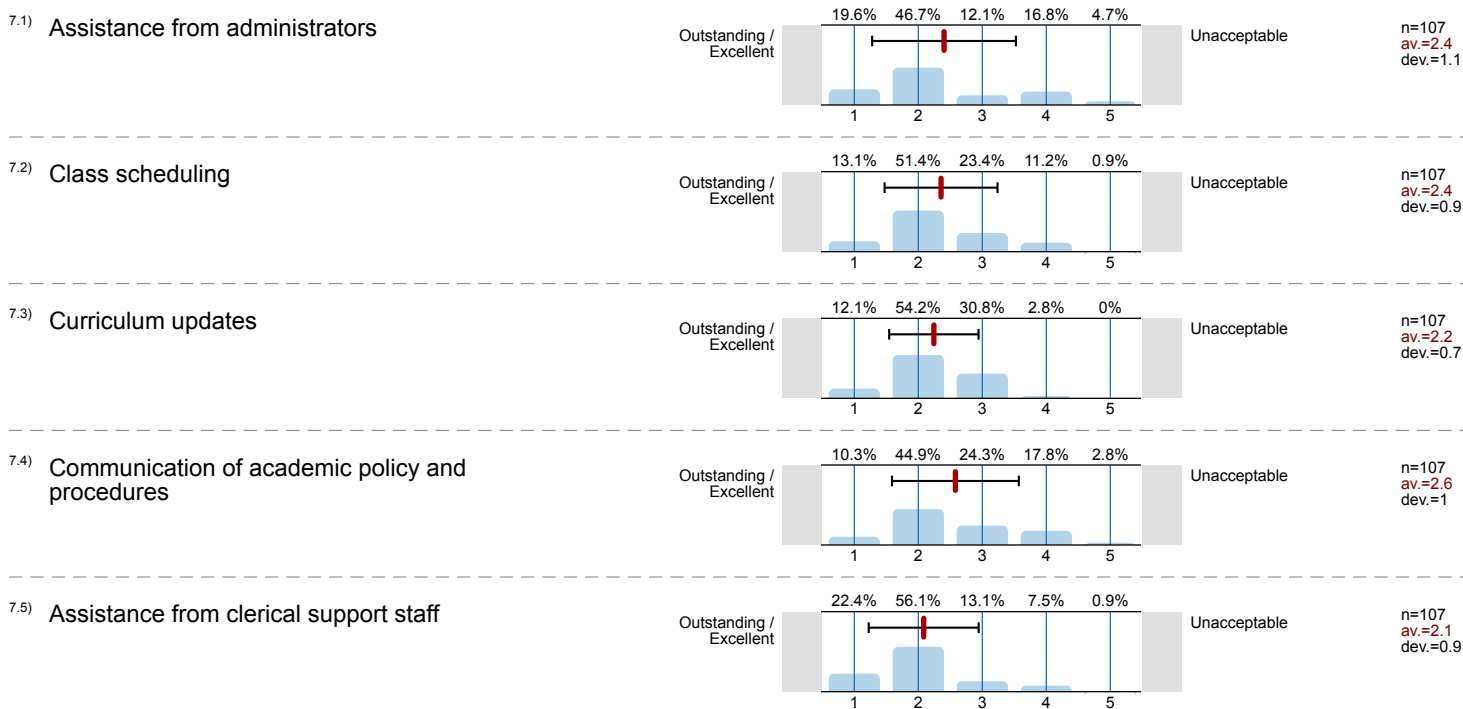 7.1) Assistance from administrators
Outstanding /
Excellent
19.6% 46.7% 12.1% 16.8% 4.7%
1 2 3 4 5
Unacceptable
n=107
av.=2.4
dev.=1.1
7.2) Class scheduling
Outstanding /
Excellent
13.1% 51.4% 23.4% 11.2% 0.9%
1 2 3 4 5
Unacceptable
n=107
av.=2.4
dev.=0.9
7.3) Curriculum updates
Outstanding /
Excellent
12.1% 54.2% 30.8% 2.8% 0%
1 2 3 4 5
Unacceptable
n=107
av.=2.2
dev.=0.7
7.4) Communication of academic policy and
procedures
Outstanding /
Excellent
10.3% 44.9% 24.3% 17.8% 2.8%
1 2 3 4 5
Unacceptable
n=107
av.=2.6
dev.=1
7.5) Assistance from clerical support staff
Outstanding /
Excellent
22.4% 56.1% 13.1% 7.5% 0.9%
1 2 3 4 5
Unacceptable
n=107
av.=2.1
dev.=0.9